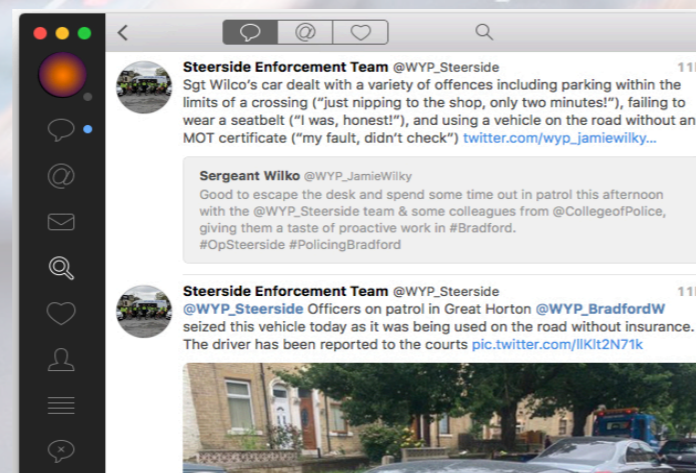 Steerside Enforcement Team @WYP_Steerside 11
Sgt Wilco's car dealt with a variety of offences including parking within the
limits of a crossing ("just nipping to the shop, only two minutes!"), failing to
wear a seatbelt ("I was, honest!"), and using a vehicle on the road without an
MOT certificate ("my fault, didn't check") twitter.com/wyp_jamiewilky...
Sergeant Wilko @WYP_JamieWilky
Good to escape the desk and spend some time out in patrol this afternoon
with the @WYP_Steerside team & some colleagues from @CollegeofPolice,
giving them a taste of proactive work in #Bradford.
#OpSteerside #PolicingBradford
Steerside Enforcement Team @WYP_Steerside 11
@WYP_Steerside Officers on patrol in Great Horton @WYP_BradfordW
seized this vehicle today as it was being used on the road without insurance.
The driver has been reported to the courts pic.twitter.com/llKlt2N71k